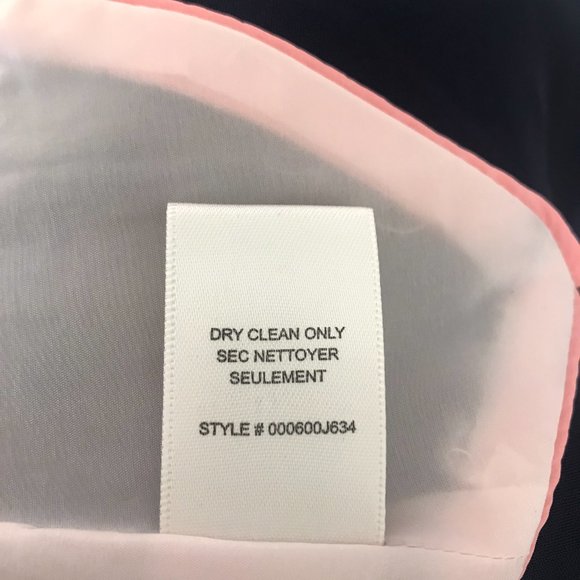 DRY CLEAN ONLY
SEC NETTOYER
SEULEMENT
STYLE # 000600J634